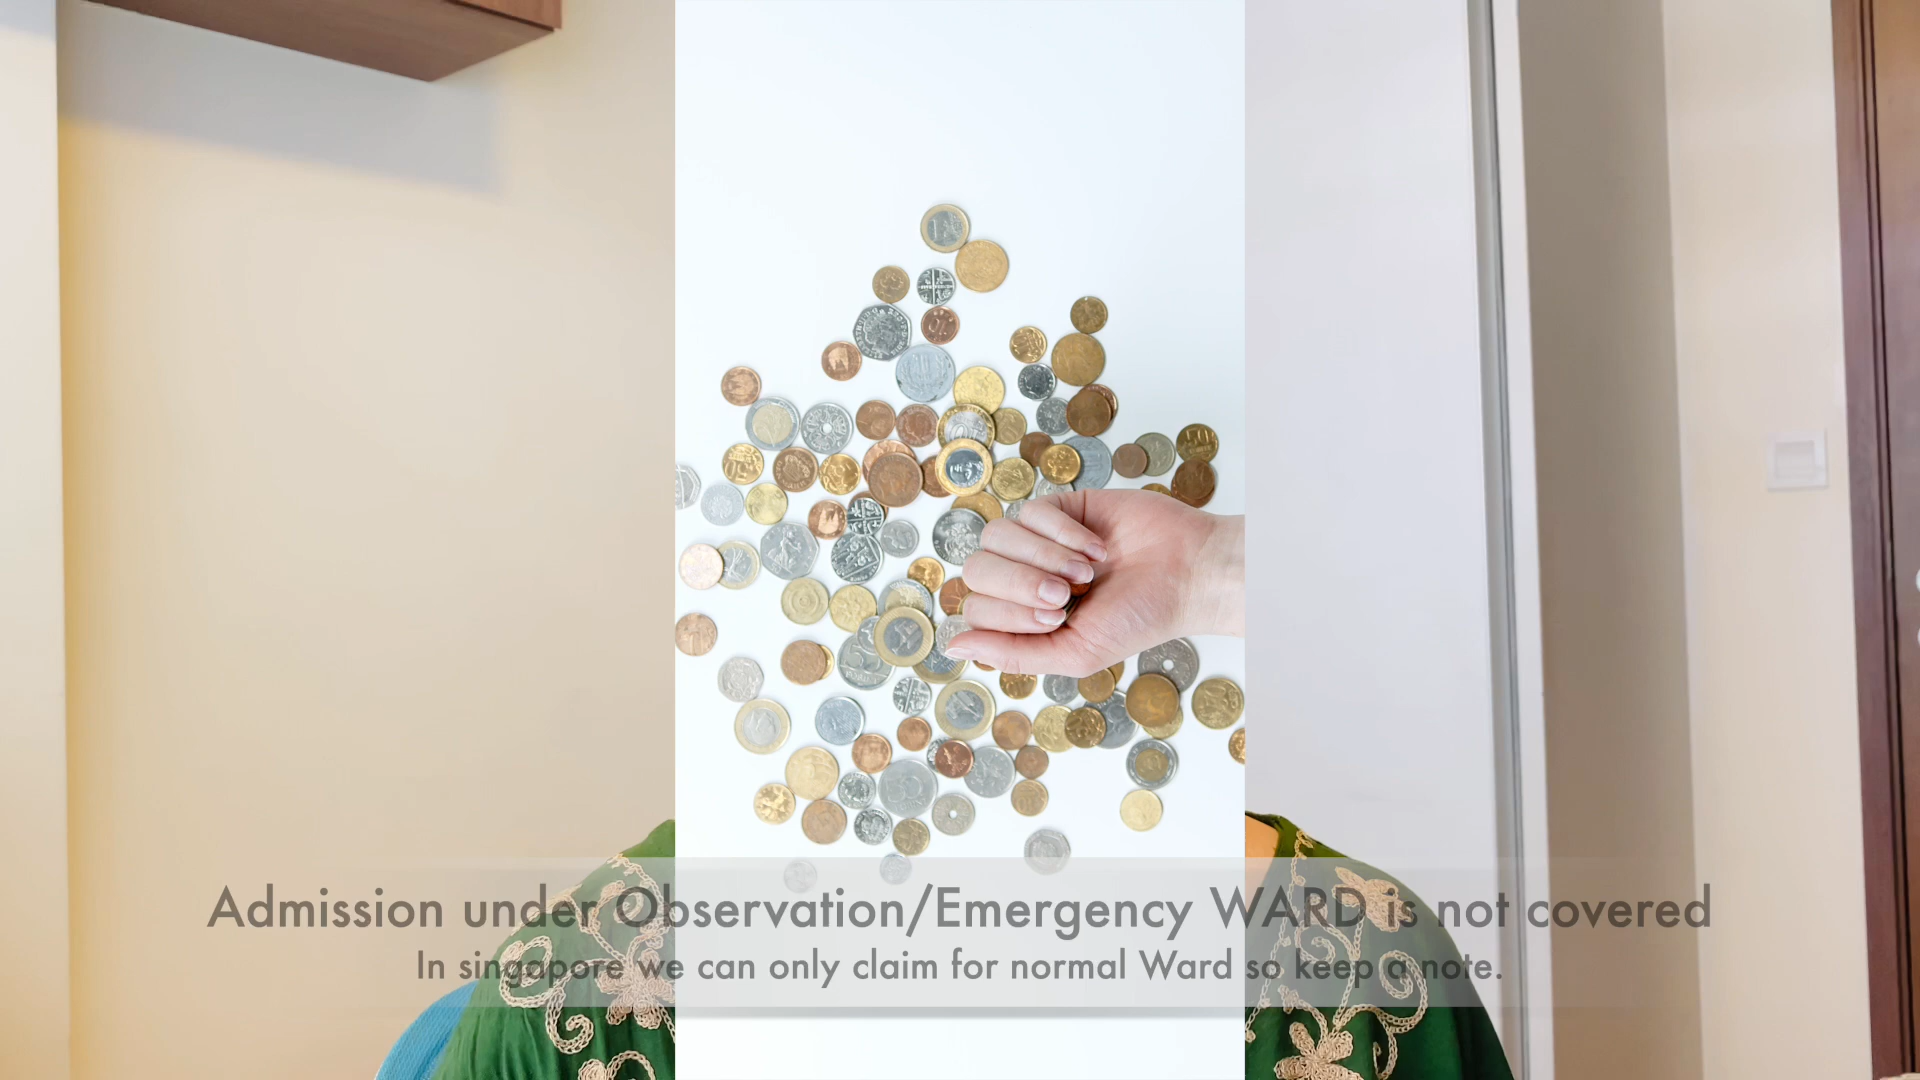 Admission under Observation/Emergency WARD is not covered
In singapore we can only claim for normal Ward so keep a note.